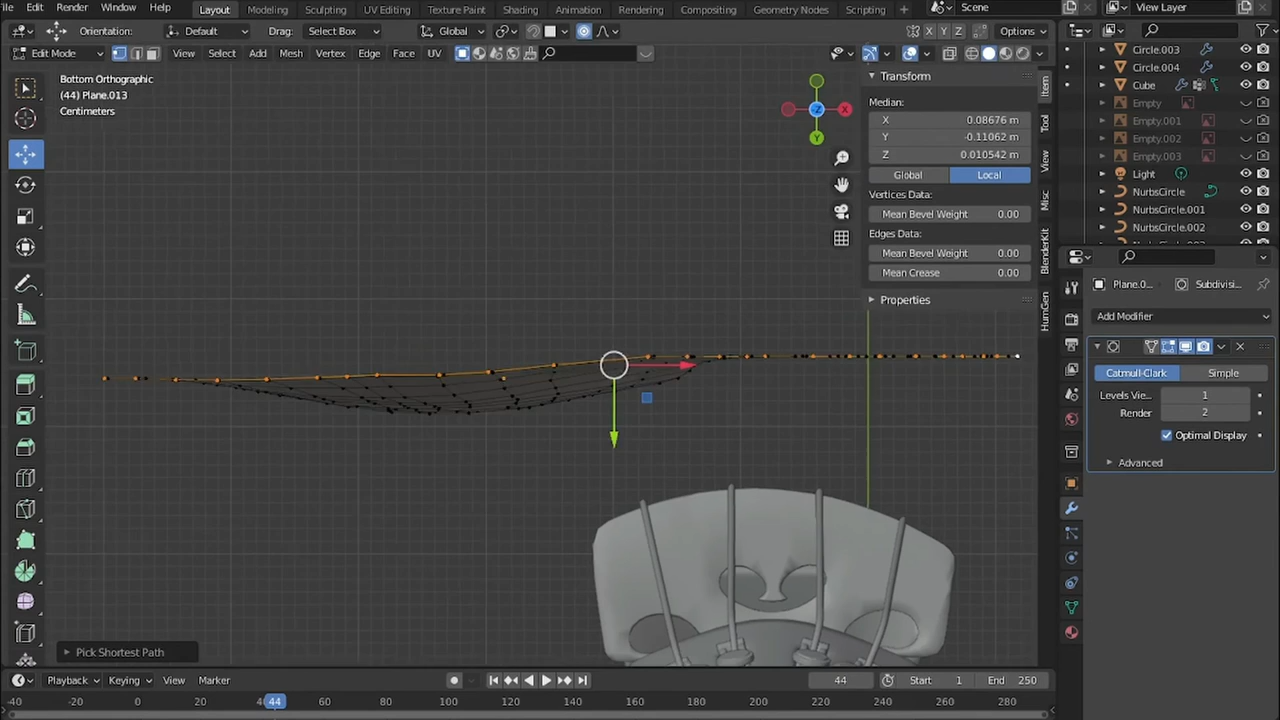 File Edit Render Window Help Layout Modeling Sculpting UV Editing Texture Paint Shading Animation Rendering Compositing Geometry Nodes Scripting + Scene View Layer
Orientation: Default Drag: Select Box Global X Y Z Options
Edit Mode View Select Add Mesh Vertex Edge Face UV
Bottom Orthographic
(44) Plane.013
Centimeters
-Z X Y
Transform
Median:
X 0.08676 m
Y -0.11062 m
Z 0.010542 m
Global Local
Vertices Data:
Mean Bevel Weight 0.00
Edges Data:
Mean Bevel Weight 0.00
Mean Crease 0.00
Properties
Item
Tool
View
Misc
BlenderKit
HumGen
Circle.003
Circle.004
Cube
Empty
Empty.001
Empty.002
Empty.003
Light
NurbsCircle
NurbsCircle.001
NurbsCircle.002
Plane.0... Subdivisi...
Add Modifier
Catmull-Clark Simple
Levels Vie... 1
Render 2
Optimal Display
Advanced
Pick Shortest Path
Playback Keying View Marker 44 Start 1 End 250
-40 -20 0 20 44 60 80 100 120 140 160 180 200 220 240 260 280